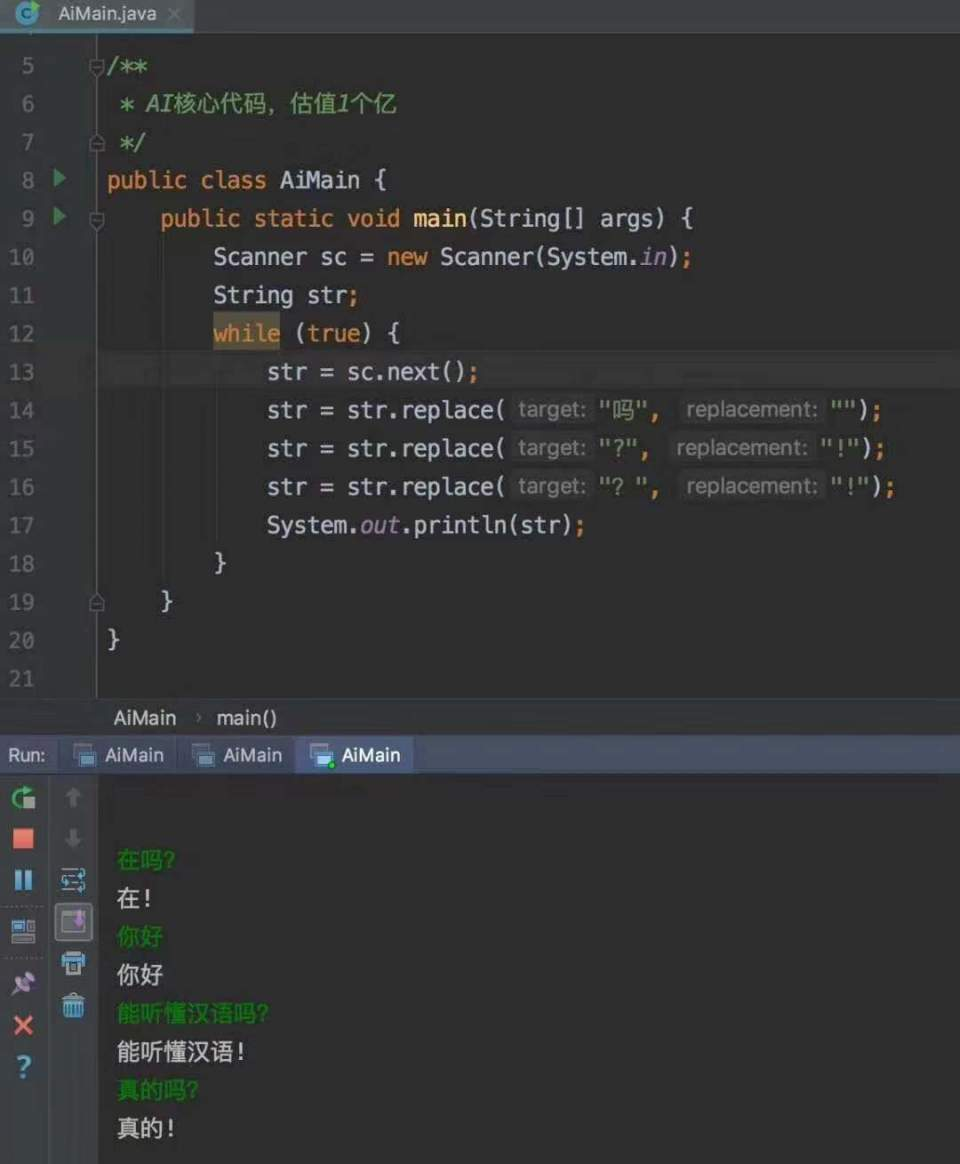 AiMain.java
5 /**
6 * AI核心代码，估值1个亿
7 */
8 public class AiMain {
9 public static void main(String[] args) {
10 Scanner sc = new Scanner(System.in);
11 String str;
12 while (true) {
13 str = sc.next();
14 str = str.replace( target: "吗", replacement: "");
15 str = str.replace( target: "?", replacement: "!");
16 str = str.replace( target: "？", replacement: "!");
17 System.out.println(str);
18 }
19 }
20 }
21
AiMain › main()
Run: AiMain AiMain AiMain
在吗?
在!
你好
你好
能听懂汉语吗?
能听懂汉语!
真的吗?
真的!